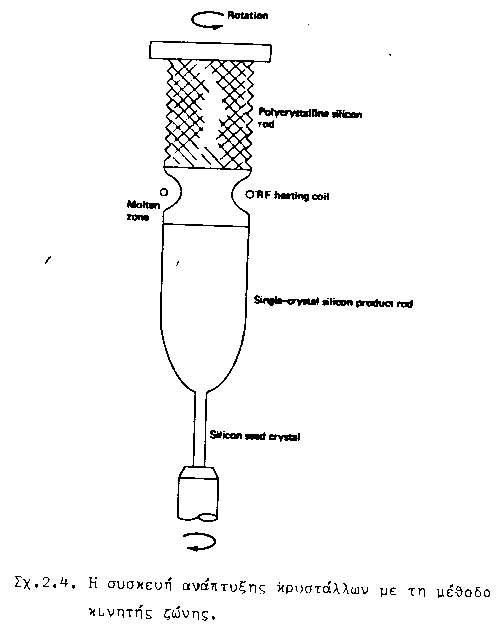 Rotation
Polycrystalline silicon
rod
RF heating coil
Molten
zone
Single-crystal silicon product rod
Silicon seed crystal
Σχ.2.4. Η συσκευή ανάπτυξης κρυστάλλων με τη μέθοδο
κινητής ζώνης.